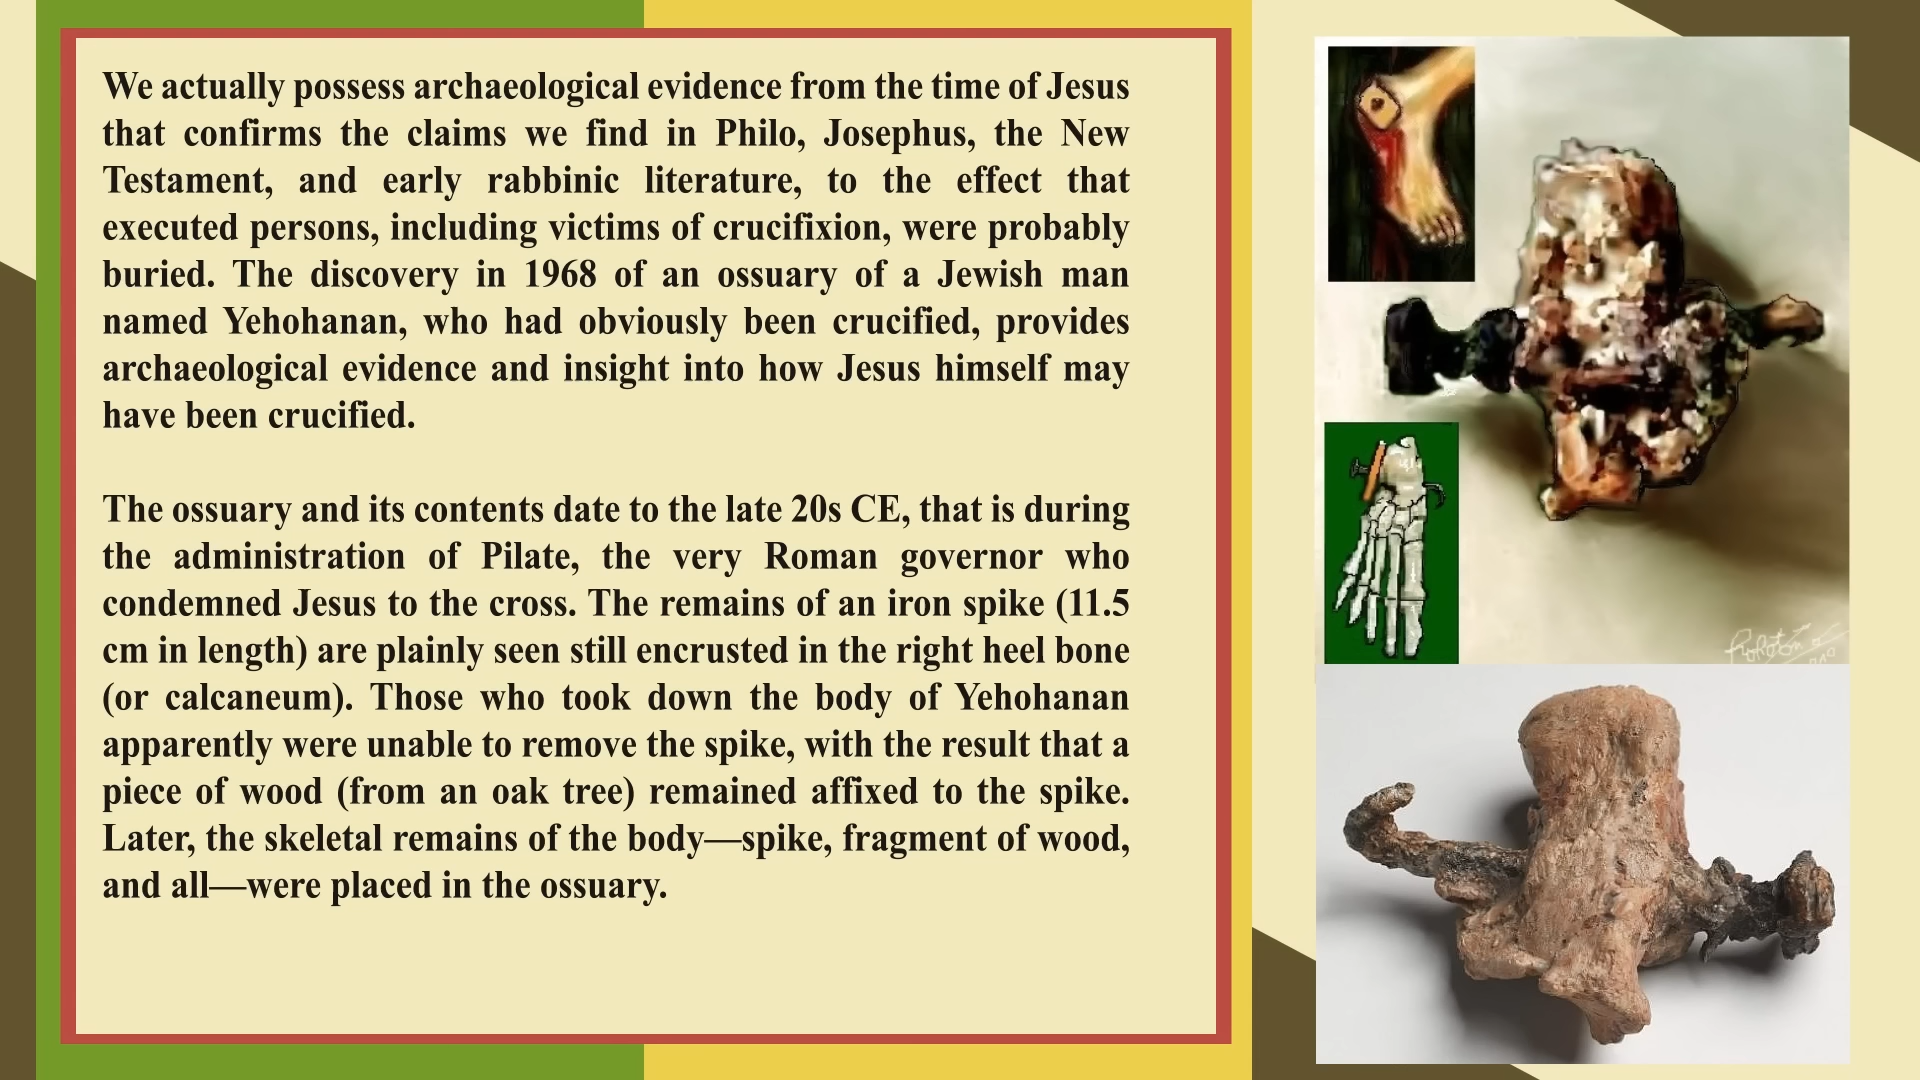 We actually possess archaeological evidence from the time of Jesus
that confirms the claims we find in Philo, Josephus, the New
Testament, and early rabbinic literature, to the effect that
executed persons, including victims of crucifixion, were probably
buried. The discovery in 1968 of an ossuary of a Jewish man
named Yehohanan, who had obviously been crucified, provides
archaeological evidence and insight into how Jesus himself may
have been crucified.
The ossuary and its contents date to the late 20s CE, that is during
the administration of Pilate, the very Roman governor who
condemned Jesus to the cross. The remains of an iron spike (11.5
cm in length) are plainly seen still encrusted in the right heel bone
(or calcaneum). Those who took down the body of Yehohanan
apparently were unable to remove the spike, with the result that a
piece of wood (from an oak tree) remained affixed to the spike.
Later, the skeletal remains of the body—spike, fragment of wood,
and all—were placed in the ossuary.